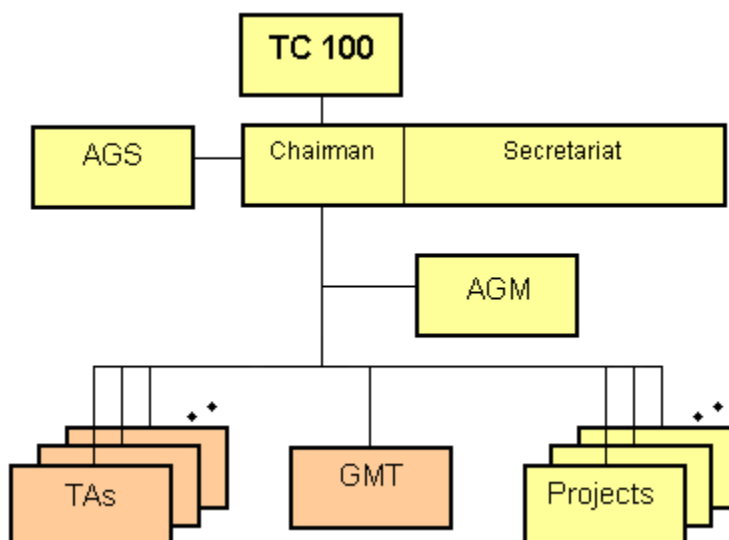 TC 100
AGS
Chairman
Secretariat
AGM
TAs
GMT
Projects